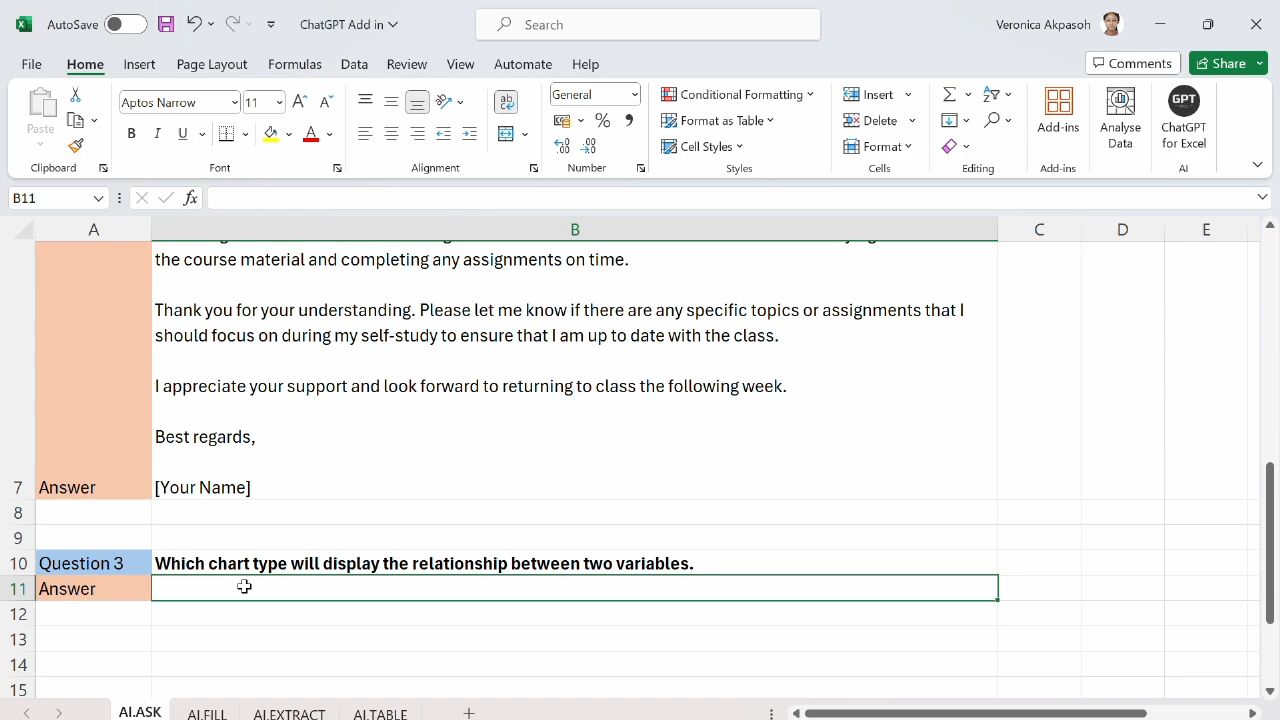 AutoSave
ChatGPT Add in
Search
Veronica Akpasoh
File
Home
Insert
Page Layout
Formulas
Data
Review
View
Automate
Help
Comments
Share
Paste
Aptos Narrow
11
B
I
U
General
Conditional Formatting
Format as Table
Cell Styles
Insert
Delete
Format
Add-ins
Analyse
Data
GPT
ChatGPT
for Excel
Clipboard
Font
Alignment
Number
Styles
Cells
Editing
Add-ins
AI
B11
fx
A
B
C
D
E
the course material and completing any assignments on time.
Thank you for your understanding. Please let me know if there are any specific topics or assignments that I
should focus on during my self-study to ensure that I am up to date with the class.
I appreciate your support and look forward to returning to class the following week.
Best regards,
7 Answer [Your Name]
8
9
10 Question 3 Which chart type will display the relationship between two variables.
11 Answer
12
13
14
15
AI.ASK
AI.FILL
AI.EXTRACT
AI.TABLE